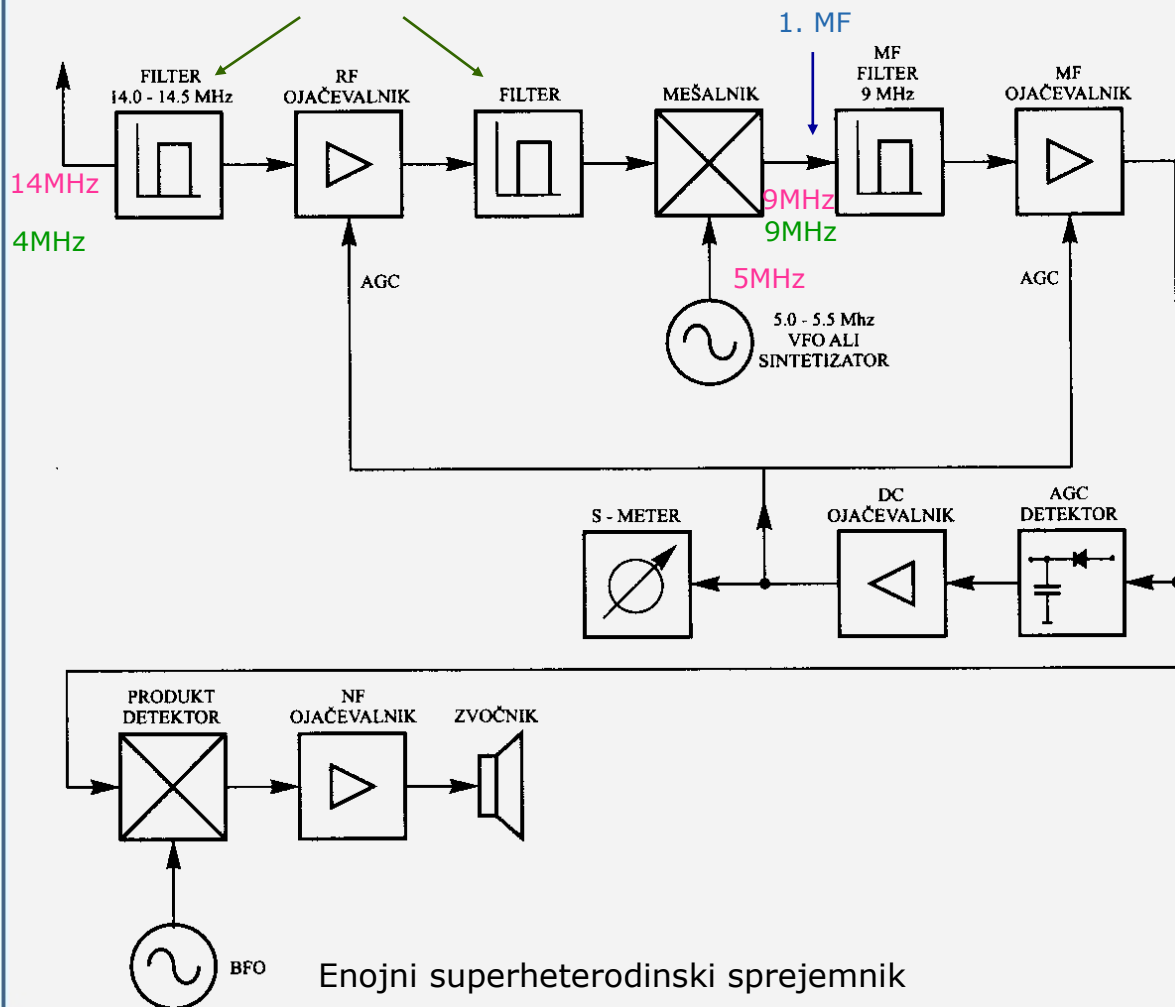 1. MF
FILTER
14.0 - 14.5 MHz
RF
OJAČEVALNIK
FILTER
MEŠALNIK
MF
FILTER
9 MHz
MF
OJAČEVALNIK
14MHz
4MHz
9MHz
9MHz
5MHz
AGC
AGC
5.0 - 5.5 Mhz
VFO ALI
SINTETIZATOR
S - METER
DC
OJAČEVALNIK
AGC
DETEKTOR
PRODUKT
DETEKTOR
NF
OJAČEVALNIK
ZVOČNIK
BFO
Enojni superheterodinski sprejemnik